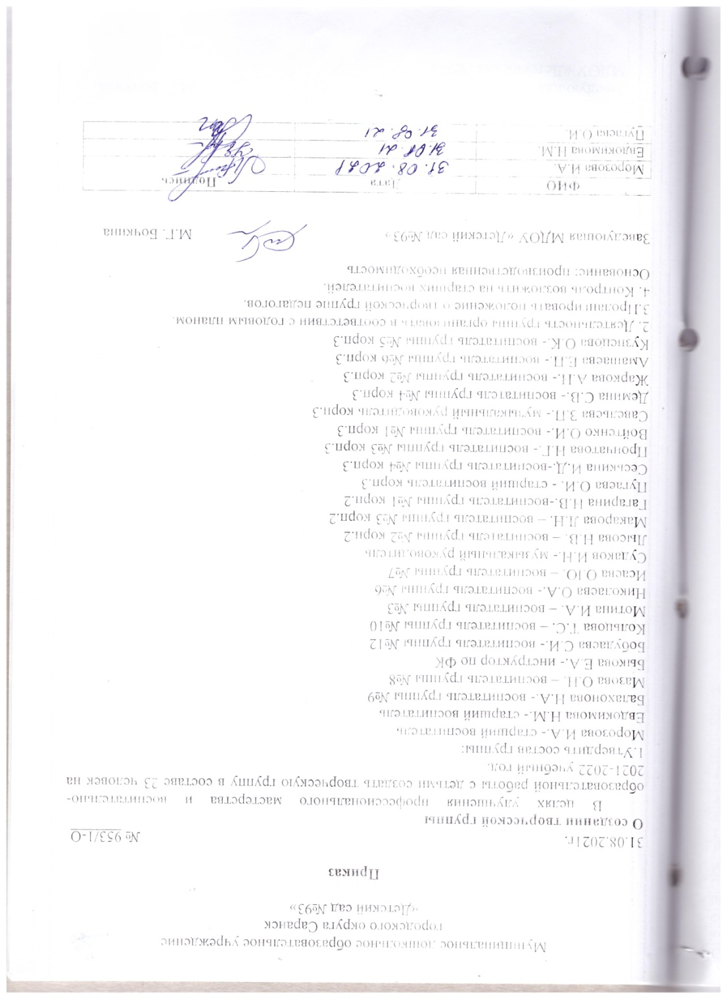 Муниципальное дошкольное образовательное учреждение
городского округа Саранск
«Детский сад №93»
Приказ
31.08.2021г. № 953/1-О
О создании творческой группы
В целях улучшения профессионального мастерства и воспитательно-
образовательной работы с детьми создать творческую группу в составе 23 человек на
2021-2022 учебный год.
1.Утвердить состав группы:
Морозова И.А.- старший воспитатель
Евдокимова Н.М.- старший воспитатель
Балахонова Н.А.- воспитатель группы №9
Мазова О.Н. – воспитатель группы №8
Быкова Е.А.- инструктор по ФК
Бобудаева С.И.- воспитатель группы №12
Кольцова Т.С. – воспитатель группы №10
Мотина И.А. – воспитатель группы №3
Николаева О.А.- воспитатель группы №6
Исаева О.Ю. – воспитатель группы №7
Судаков И.Н.- музыкальный руководитель
Лысова Н.В. – воспитатель группы №2 корп.2
Макарова Л.Н. – воспитатель группы №3 корп.2
Гагарина Н.В.-воспитатель группы №1 корп.2
Пугаева О.И. - старший воспитатель корп.3
Сеськина И.Д.-воспитатель группы №4 корп.3
Прончатова Н.Г.- воспитатель группы №3 корп.3
Войтенко О.И.- воспитатель группы №1 корп.3
Савельева З.П.- музыкальный руководитель корп.3
Демина С.В.- воспитатель группы №4 корп.3
Жаркова А.Н.- воспитатель группы №2 корп.3
Амашаева Е.П.- воспитатель группы №6 корп.3
Кузнецова О.К.- воспитатель группы №5 корп.3
2. Деятельность группы организовать в соответствии с годовым планом.
3.Пролангировать положение о творческой группе педагогов.
4. Контроль возложить на старших воспитателей.
Основание: производственная необходимость
Заведующая МДОУ «Детский сад №93» М.Г. Бочкина
ФИО Дата Подпись
Морозова И.А. 31.08.2021
Евдокимова Н.М. 31.08.21
Пугаева О.И. 31.08.21